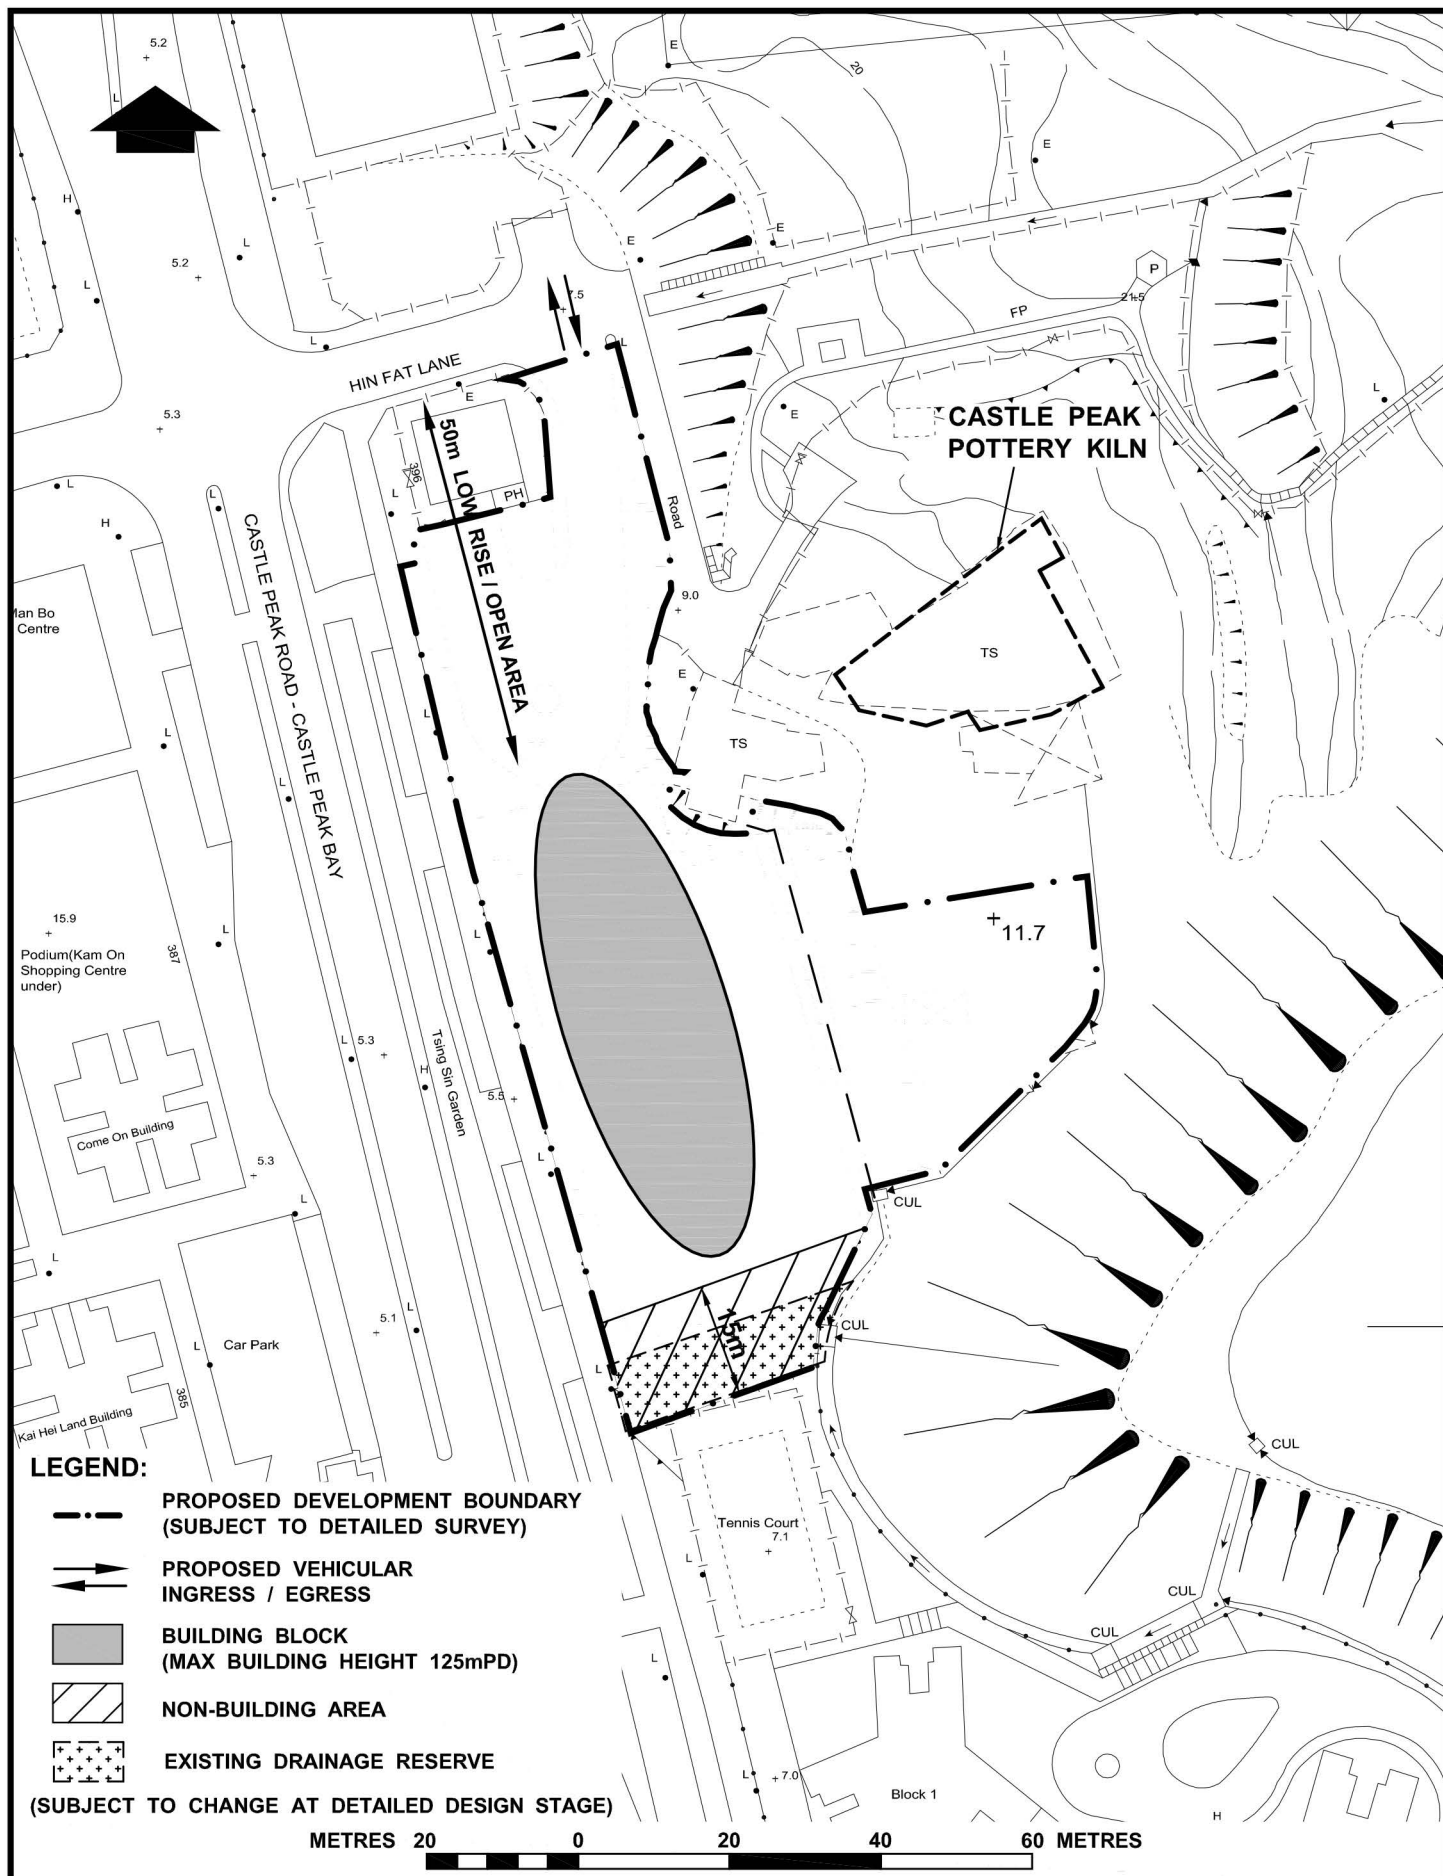 5.2
L
E
20
E
H
L
E
E
5.2
P
L
7.5
21.5
FP
L
L
HIN FAT LANE
E
L
CASTLE PEAK
POTTERY KILN
5.3
E
50m LOW RISE / OPEN AREA
396
PH
Road
L
L
L
H
CASTLE PEAK ROAD - CASTLE PEAK BAY
9.0
Centre
TS
E
L
L
TS
L
15.9
11.7
Podium(Kam On
Shopping Centre
under)
387
L
L
L
5.3
H
Tsing Sin Garden
5.5
Come On Building
5.3
L
L
CUL
L
15m
5.1
L
L
Car Park
CUL
L
385
Kai Hei Land Building
CUL
LEGEND:
PROPOSED DEVELOPMENT BOUNDARY
(SUBJECT TO DETAILED SURVEY)
Tennis Court
7.1
L
PROPOSED VEHICULAR
INGRESS / EGRESS
CUL
CUL
BUILDING BLOCK
(MAX BUILDING HEIGHT 125mPD)
L
NON-BUILDING AREA
EXISTING DRAINAGE RESERVE
L
7.0
Block 1
H
(SUBJECT TO CHANGE AT DETAILED DESIGN STAGE)
METRES 20 0 20 40 60 METRES